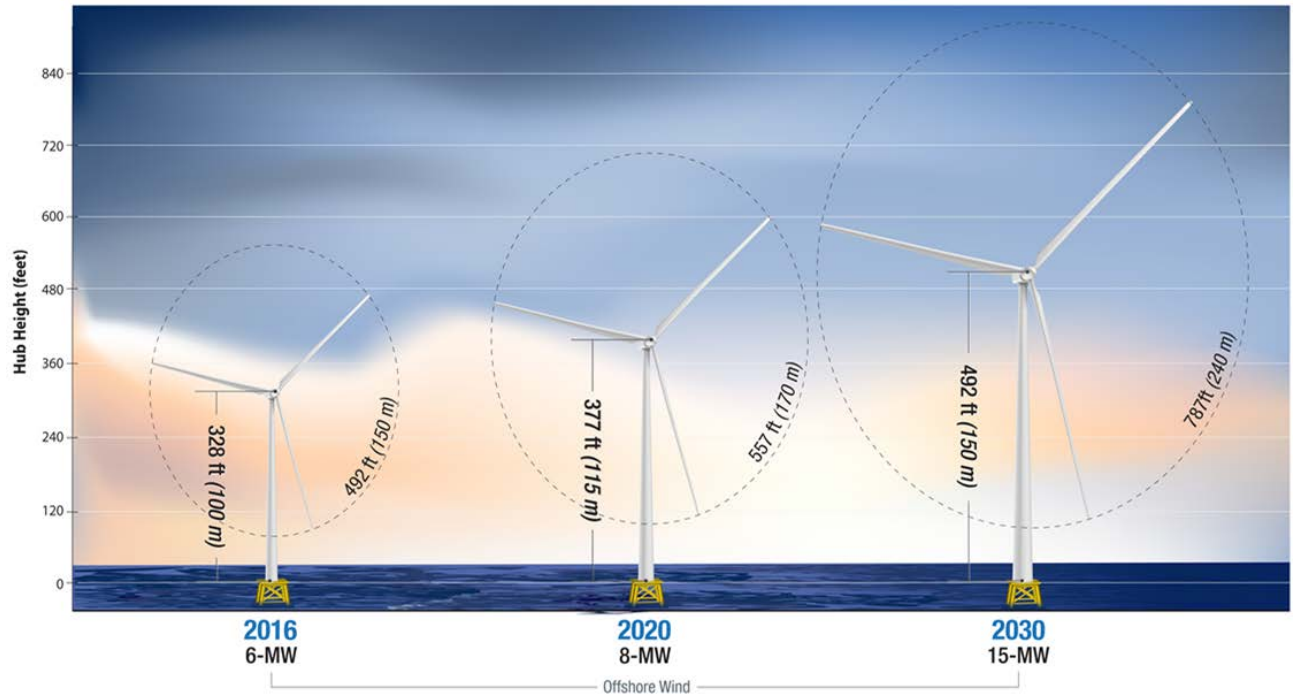 Hub Height (feet)
840
720
600
480
360
240
120
0
328 ft (100 m)
492 ft (150 m)
377 ft (115 m)
557 ft (170 m)
492 ft (150 m)
787ft (240 m)
2016
6-MW
2020
8-MW
2030
15-MW
Offshore Wind